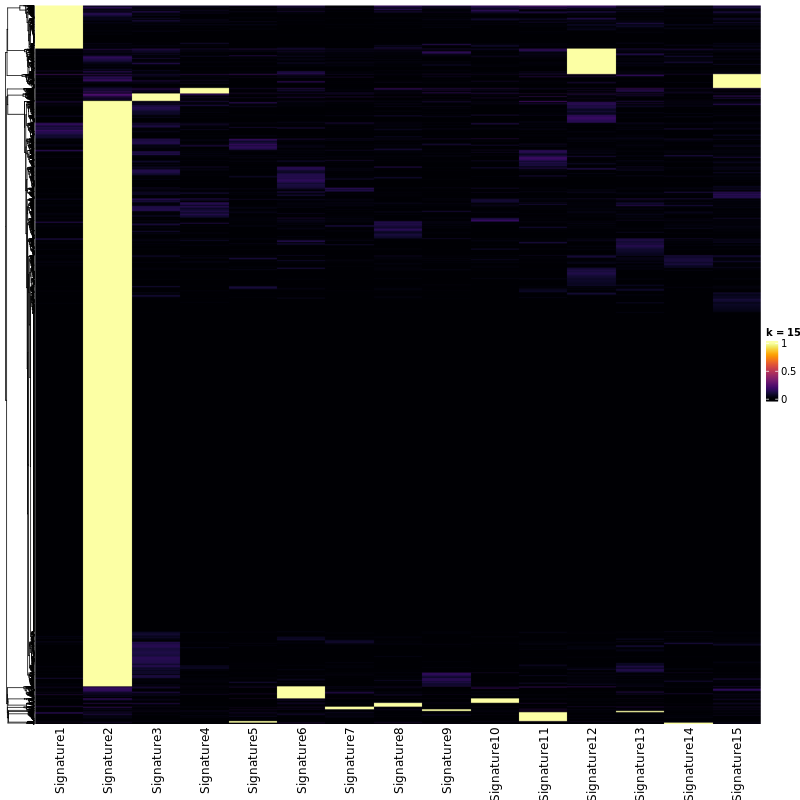 k = 15
1
0.5
0
Signature1
Signature2
Signature3
Signature4
Signature5
Signature6
Signature7
Signature8
Signature9
Signature10
Signature11
Signature12
Signature13
Signature14
Signature15